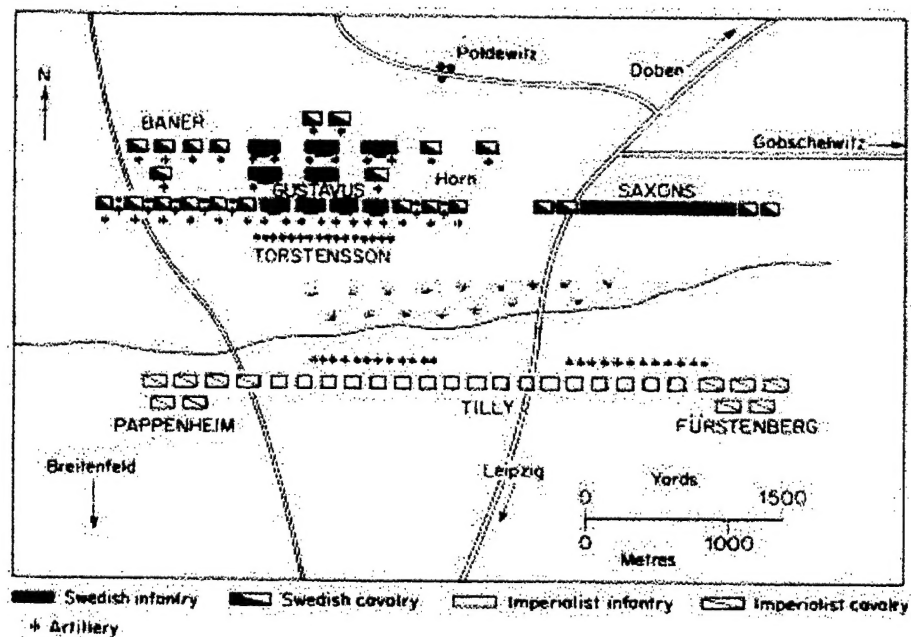 N
Poldewitz
Doben
BANER
Gobschelwitz
GUSTAVUS
Horn
SAXONS
TORSTENSSON
TILLY
PAPPENHEIM
FÜRSTENBERG
Breitenfeld
Leipzig
Yards
0 1500
0 1000
Metres
Swedish infantry Swedish cavalry Imperialist infantry Imperialist cavalry
Artillery